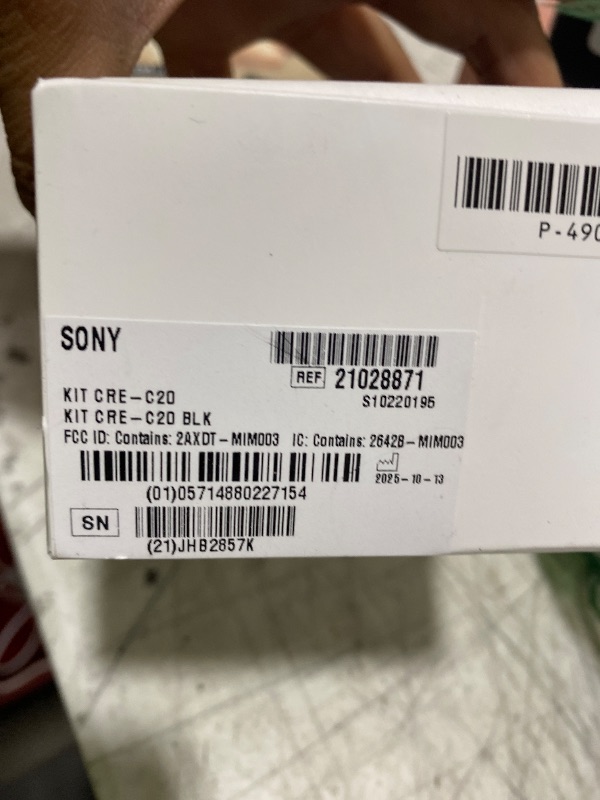 P-490
SONY
REF 21028871
S10220195
KIT CRE-C20
KIT CRE-C20 BLK
FCC ID: Contains: 2AXDT-MIM003 IC: Contains: 26428-MIM003
2025-10-13
(01)05714880227154
SN
(21)JHB2857K